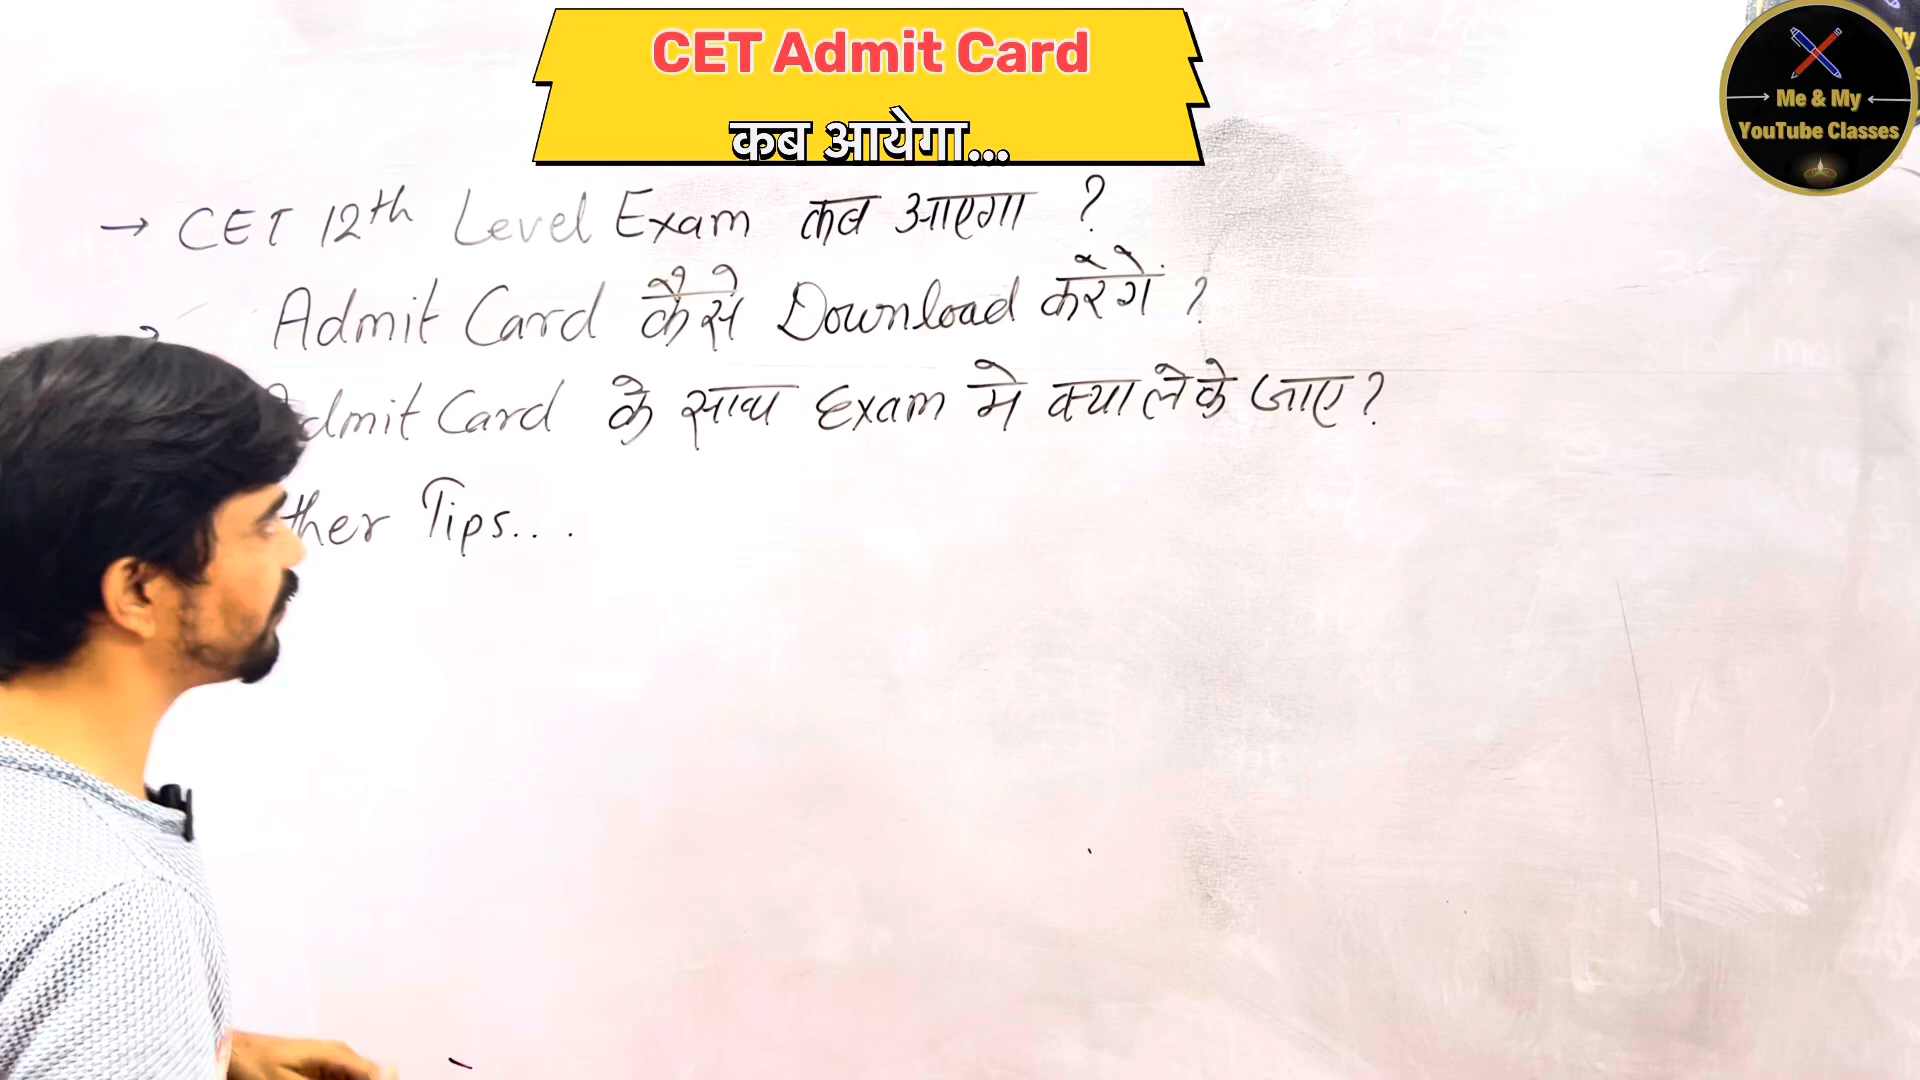 CET Admit Card
कब आयेगा...
Me & My
YouTube Classes
→ CET 12th Level Exam कब आएगा ?
Admit Card कैसे Download करेंगे ?
Admit Card के साथ Exam मे क्या लेके जाए ?
ther Tips...